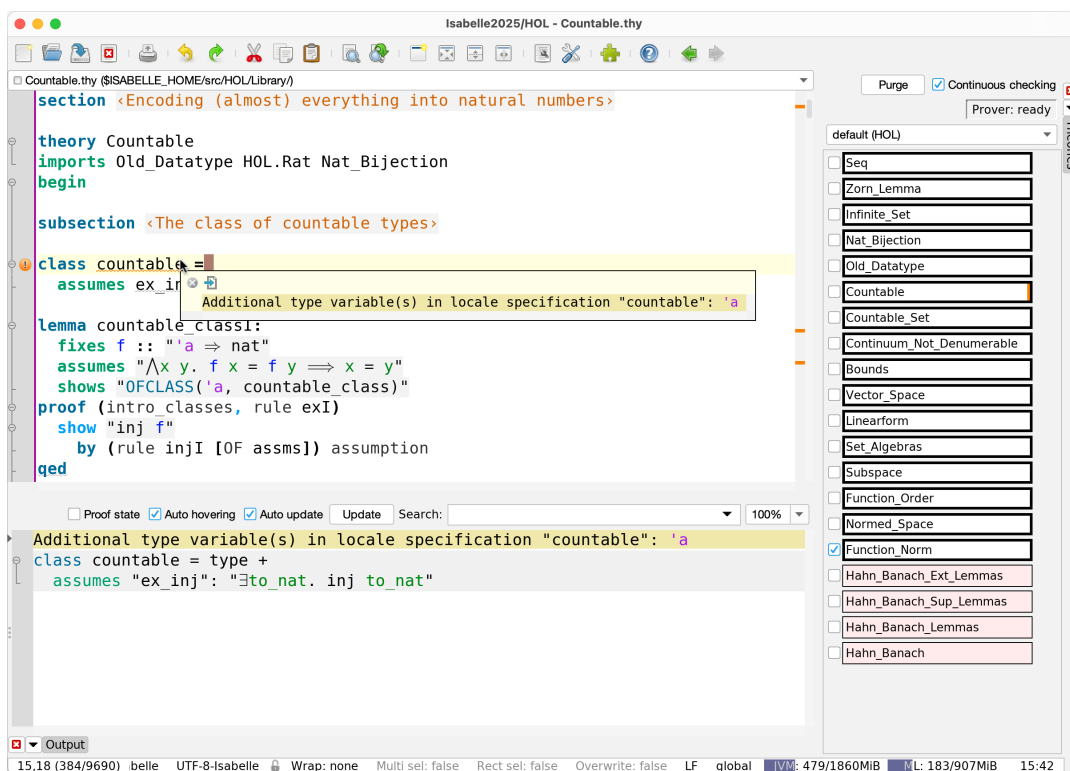 Isabelle2025/HOL - Countable.thy
Countable.thy ($ISABELLE_HOME/src/HOL/Library/)
section ‹Encoding (almost) everything into natural numbers›
theory Countable
imports Old_Datatype HOL.Rat Nat_Bijection
begin
subsection ‹The class of countable types›
class countable =
assumes ex_in
Additional type variable(s) in locale specification "countable": 'a
lemma countable_classI:
fixes f :: "'a ⇒ nat"
assumes "⋀x y. f x = f y ⟹ x = y"
shows "OFCLASS('a, countable_class)"
proof (intro_classes, rule exI)
show "inj f"
by (rule injI [OF assms]) assumption
qed
Proof state Auto hovering Auto update Update Search: 100%
Additional type variable(s) in locale specification "countable": 'a
class countable = type +
assumes "ex_inj": "∃to_nat. inj to_nat"
Output
Purge Continuous checking
Prover: ready
default (HOL)
Seq
Zorn_Lemma
Infinite_Set
Nat_Bijection
Old_Datatype
Countable
Countable_Set
Continuum_Not_Denumerable
Bounds
Vector_Space
Linearform
Set_Algebras
Subspace
Function_Order
Normed_Space
Function_Norm
Hahn_Banach_Ext_Lemmas
Hahn_Banach_Sup_Lemmas
Hahn_Banach_Lemmas
Hahn_Banach
15,18 (384/9690) belle UTF-8-Isabelle Wrap: none Multi sel: false Rect sel: false Overwrite: false LF global JVM: 479/1860MiB ML: 183/907MiB 15:42